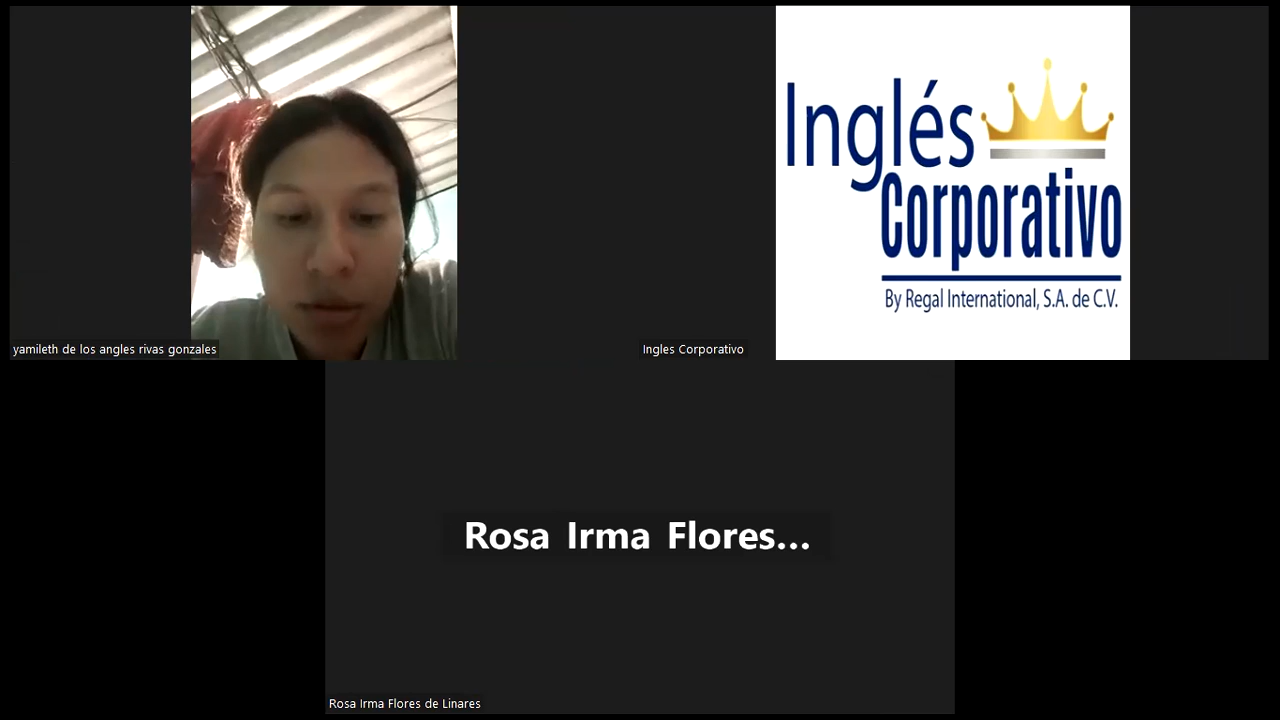 Inglés
Corporativo
By Regal International, S.A. de C.V.
yamileth de los angles rivas gonzales
Ingles Corporativo
Rosa Irma Flores...
Rosa Irma Flores de Linares